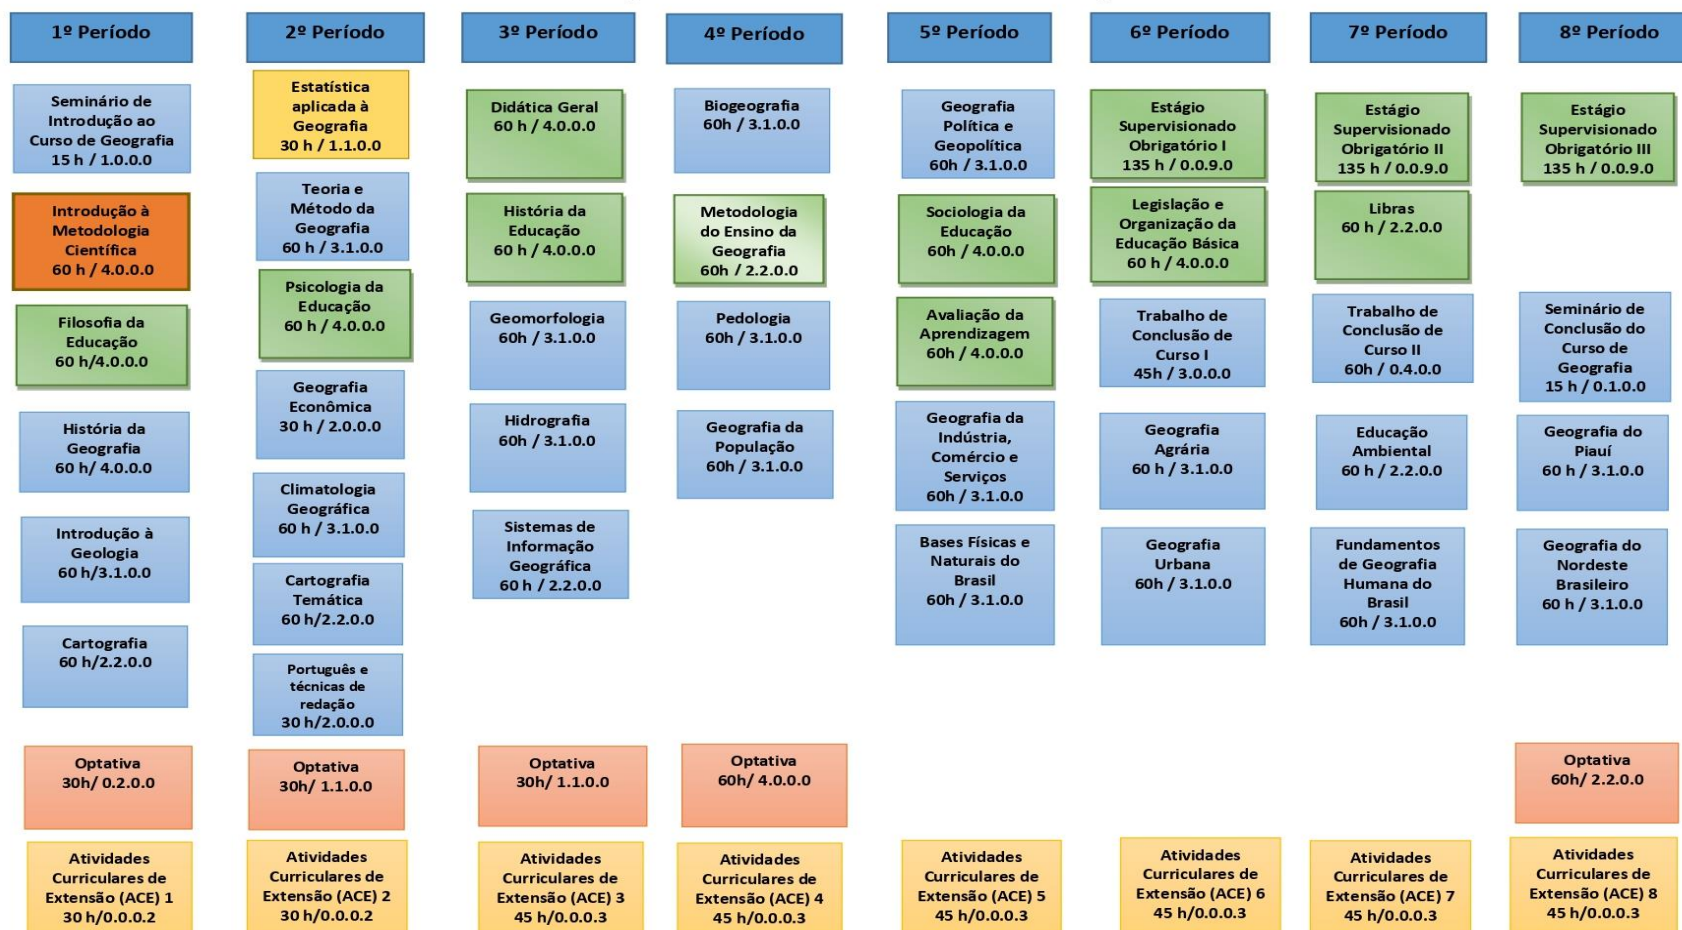 1º Período
Seminário de
Introdução ao
Curso de Geografia
15 h / 1.0.0.0
Introdução à
Metodologia
Científica
60 h / 4.0.0.0
Filosofia da
Educação
60 h/4.0.0.0
História da
Geografia
60 h/ 4.0.0.0
Introdução à
Geologia
60 h/3.1.0.0
Cartografia
60 h/2.2.0.0
Optativa
30h/ 0.2.0.0
Atividades
Curriculares de
Extensão (ACE) 1
30 h/0.0.0.2
2º Período
Estatística
aplicada à
Geografia
30 h / 1.1.0.0
Teoria e
Método da
Geografia
60 h / 3.1.0.0
Psicologia da
Educação
60 h / 4.0.0.0
Geografia
Econômica
30 h / 2.0.0.0
Climatologia
Geográfica
60 h / 3.1.0.0
Cartografia
Temática
60 h/2.2.0.0
Português e
técnicas de
redação
30 h/2.0.0.0
Optativa
30h/ 1.1.0.0
Atividades
Curriculares de
Extensão (ACE) 2
30 h/0.0.0.2
3º Período
Didática Geral
60 h / 4.0.0.0
História da
Educação
60 h / 4.0.0.0
Geomorfologia
60h / 3.1.0.0
Hidrografia
60h / 3.1.0.0
Sistemas de
Informação
Geográfica
60 h / 2.2.0.0
Optativa
30h/ 1.1.0.0
Atividades
Curriculares de
Extensão (ACE) 3
45 h/0.0.0.3
4º Período
Biogeografia
60h/ 3.1.0.0
Metodologia
do Ensino da
Geografia
60h/ 2.2.0.0
Pedologia
60h / 3.1.0.0
Geografia da
População
60h/ 3.1.0.0
Optativa
60h/ 4.0.0.0
Atividades
Curriculares de
Extensão (ACE) 4
45 h/0.0.0.3
5º Período
Geografia
Política e
Geopolítica
60h / 3.1.0.0
Sociologia da
Educação
60h / 4.0.0.0
Avaliação da
Aprendizagem
60h / 4.0.0.0
Geografia da
Indústria,
Comércio e
Serviços
60h / 3.1.0.0
Bases Físicas e
Naturais do
Brasil
60h / 3.1.0.0
Atividades
Curriculares de
Extensão (ACE) 5
45 h/0.0.0.3
6º Período
Estágio
Supervisionado
Obrigatório I
135 h / 0.0.9.0
Legislação e
Organização da
Educação Básica
60 h / 4.0.0.0
Trabalho de
Conclusão de
Curso I
45h / 3.0.0.0
Geografia
Agrária
60 h / 3.1.0.0
Geografia
Urbana
60h / 3.1.0.0
Atividades
Curriculares de
Extensão (ACE) 6
45 h/0.0.0.3
7º Período
Estágio
Supervisionado
Obrigatório II
135 h / 0.0.9.0
Libras
60 h / 2.2.0.0
Trabalho de
Conclusão de
Curso II
60h / 0.4.0.0
Educação
Ambiental
60 h / 2.2.0.0
Fundamentos
de Geografia
Humana do
Brasil
60h / 3.1.0.0
Atividades
Curriculares de
Extensão (ACE) 7
45 h/0.0.0.3
8º Período
Estágio
Supervisionado
Obrigatório III
135 h / 0.0.9.0
Seminário de
Conclusão do
Curso de
Geografia
15 h / 0.1.0.0
Geografia do
Piauí
60 h / 3.1.0.0
Geografia do
Nordeste
Brasileiro
60 h / 3.1.0.0
Optativa
60h/ 2.2.0.0
Atividades
Curriculares de
Extensão (ACE) 8
45 h/0.0.0.3